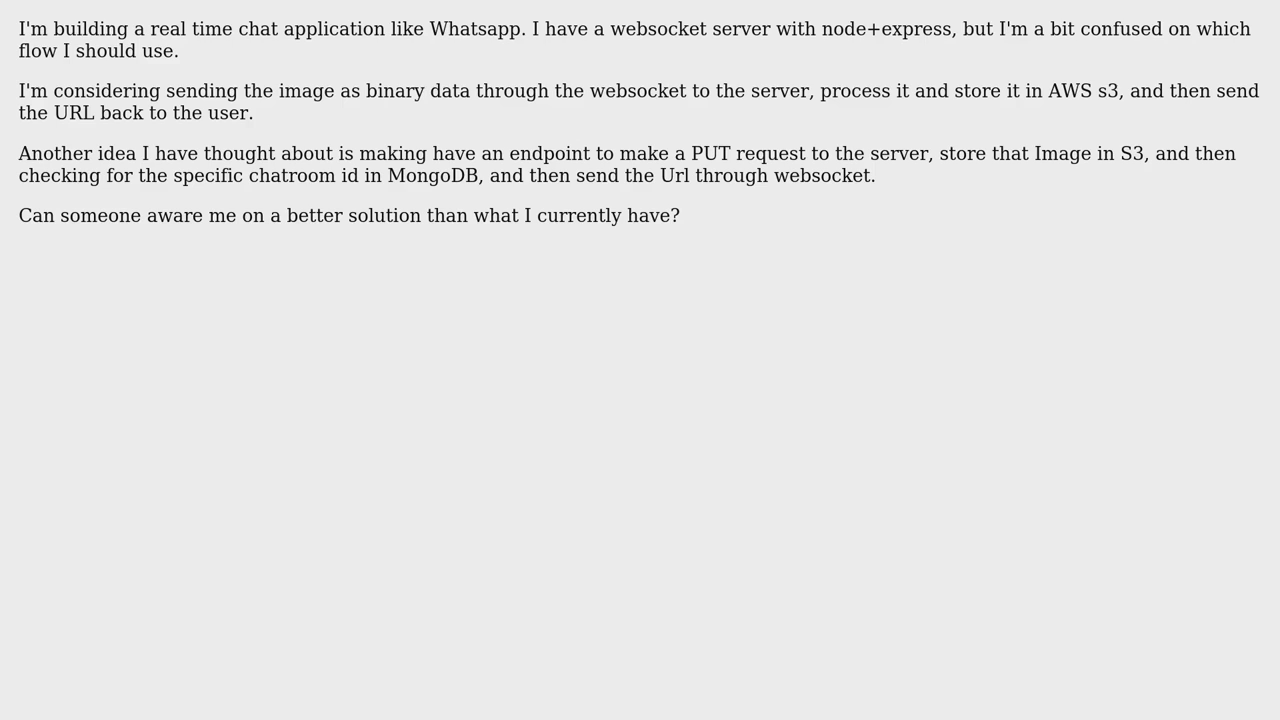 I'm building a real time chat application like Whatsapp. I have a websocket server with node+express, but I'm a bit confused on which
flow I should use.
I'm considering sending the image as binary data through the websocket to the server, process it and store it in AWS s3, and then send
the URL back to the user.
Another idea I have thought about is making have an endpoint to make a PUT request to the server, store that Image in S3, and then
checking for the specific chatroom id in MongoDB, and then send the Url through websocket.
Can someone aware me on a better solution than what I currently have?